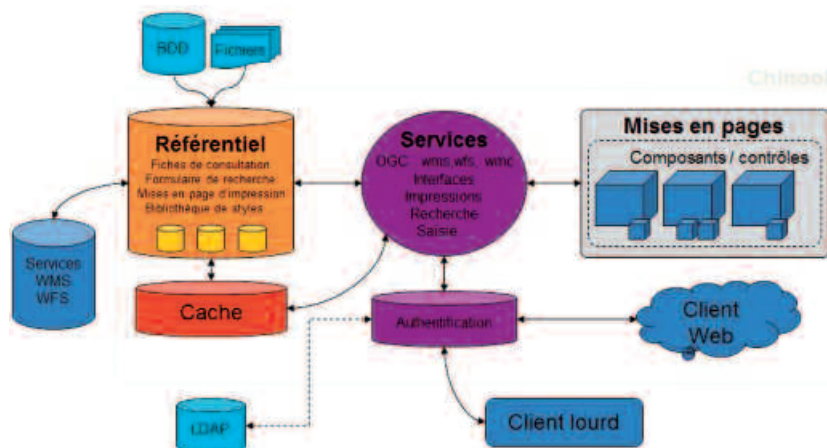 BDD
Fichiers
Chinook
Référentiel
Fiches de consultation
Formulaire de recherche
Mises en page d'impression
Bibliothèque de styles
Services
OGC : wms,wfs, wmc
Interfaces
Impressions
Recherche
Saisie
Mises en pages
Composants / contrôles
Services
WMS
WFS
Cache
Authentification
Client
Web
LDAP
Client lourd